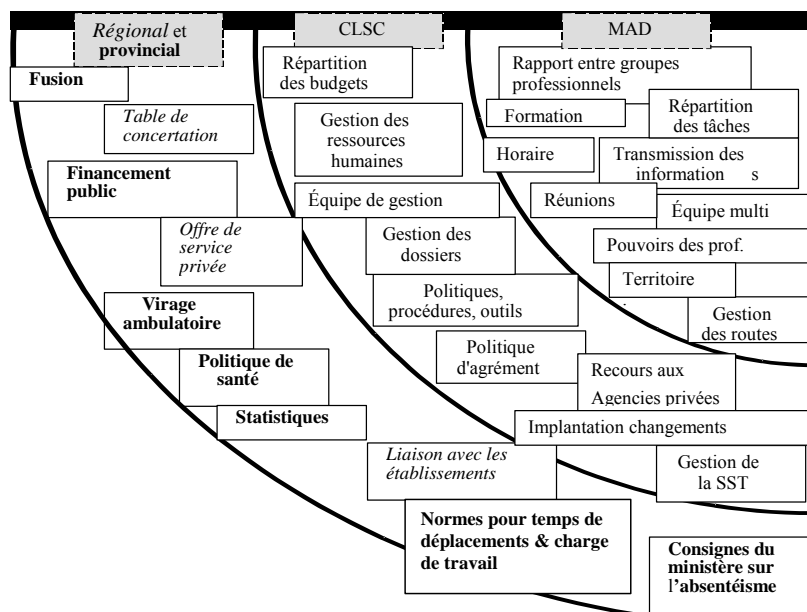 Régional et
provincial
CLSC
MAD
Fusion
Table de
concertation
Financement
public
Offre de
service
privée
Virage
ambulatoire
Politique de
santé
Statistiques
Liaison avec les
établissements
Normes pour temps de
déplacements & charge
de travail
Consignes du
ministère sur
l'absentéisme
Répartition
des budgets
Gestion des
ressources
humaines
Équipe de gestion
Gestion des
dossiers
Politiques,
procédures, outils
Politique
d'agrément
Recours aux
Agencies privées
Implantation changements
Gestion de
la SST
Rapport entre groupes
professionnels
Formation
Répartition
des tâches
Horaire
Transmission des
information s
Réunions
Équipe multi
Pouvoirs des prof.
Territoire
Gestion
des routes